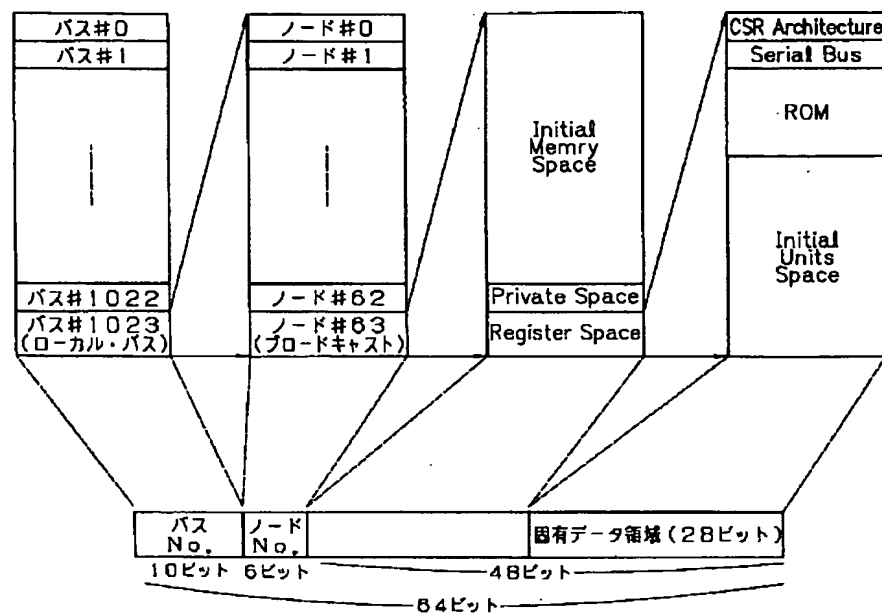 バス#0
バス#1
バス#1022
バス#1023
(ローカル・バス)
ノード#0
ノード#1
ノード#62
ノード#63
(ブロードキャスト)
Initial
Memry
Space
Private Space
Register Space
CSR Architecture
Serial Bus
ROM
Initial
Units
Space
バス
No.
ノード
No.
固有データ領域(28ビット)
10ビット
6ビット
48ビット
64ビット